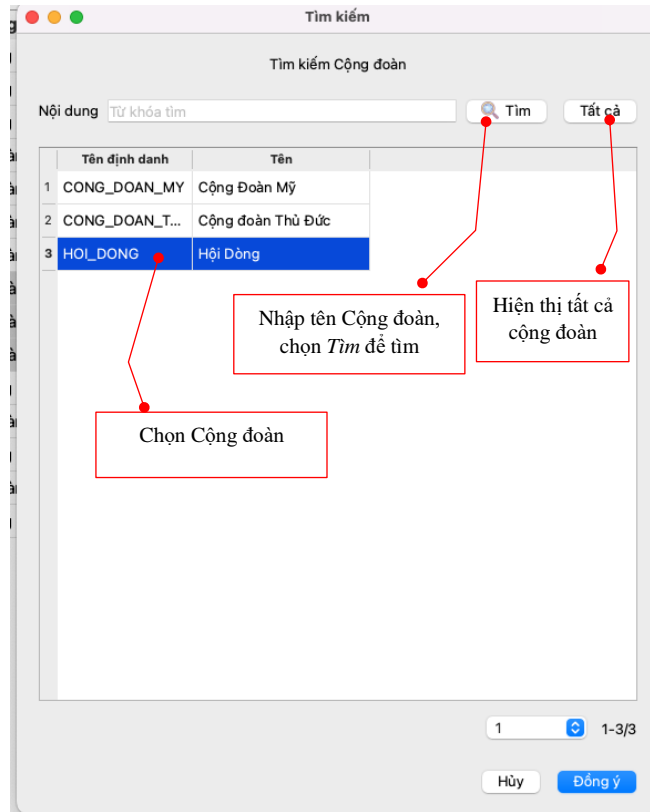 Tìm kiếm
Tìm kiếm Cộng đoàn
Nội dung Từ khóa tìm Tìm Tất cả
Tên định danh Tên
1 CONG_DOAN_MY Cộng Đoàn Mỹ
2 CONG_DOAN_T... Cộng đoàn Thủ Đức
3 HOI_DONG Hội Dòng
Nhập tên Cộng đoàn,
chọn Tìm để tìm
Hiện thị tất cả
cộng đoàn
Chọn Cộng đoàn
1 1-3/3
Hủy Đồng ý